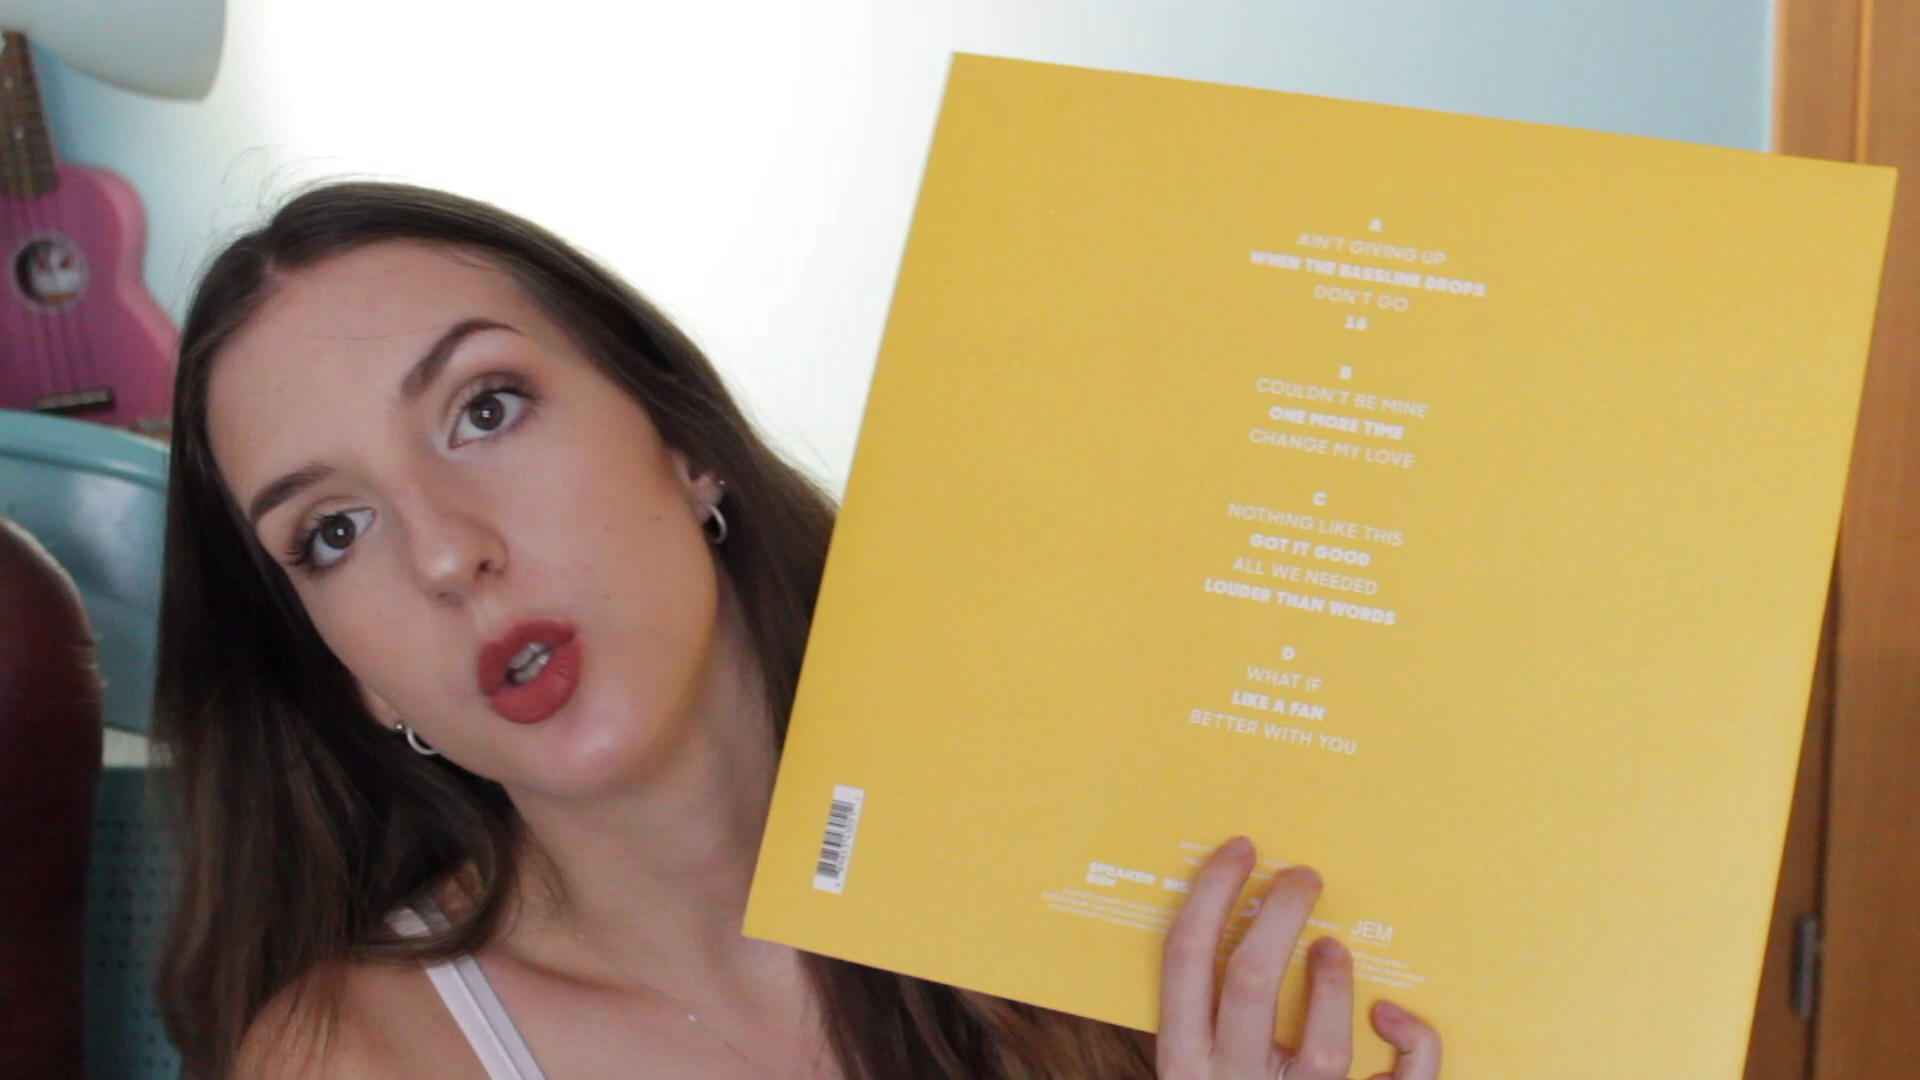 A
AIN'T GIVING UP
WHEN THE BASSLINE DROPS
DON'T GO
16
B
COULDN'T BE MINE
ONE MORE TIME
CHANGE MY LOVE
C
NOTHING LIKE THIS
GOT IT GOOD
ALL WE NEEDED
LOUDER THAN WORDS
D
WHAT IF
LIKE A FAN
BETTER WITH YOU
SPEAKER
BOX
JEM